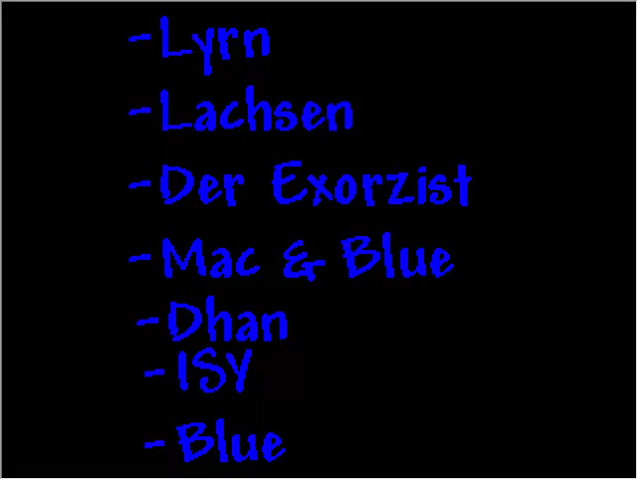 -Lyrn
-Lachsen
-Der Exorzist
-Mac & Blue
-Dhan
-ISY
-Blue